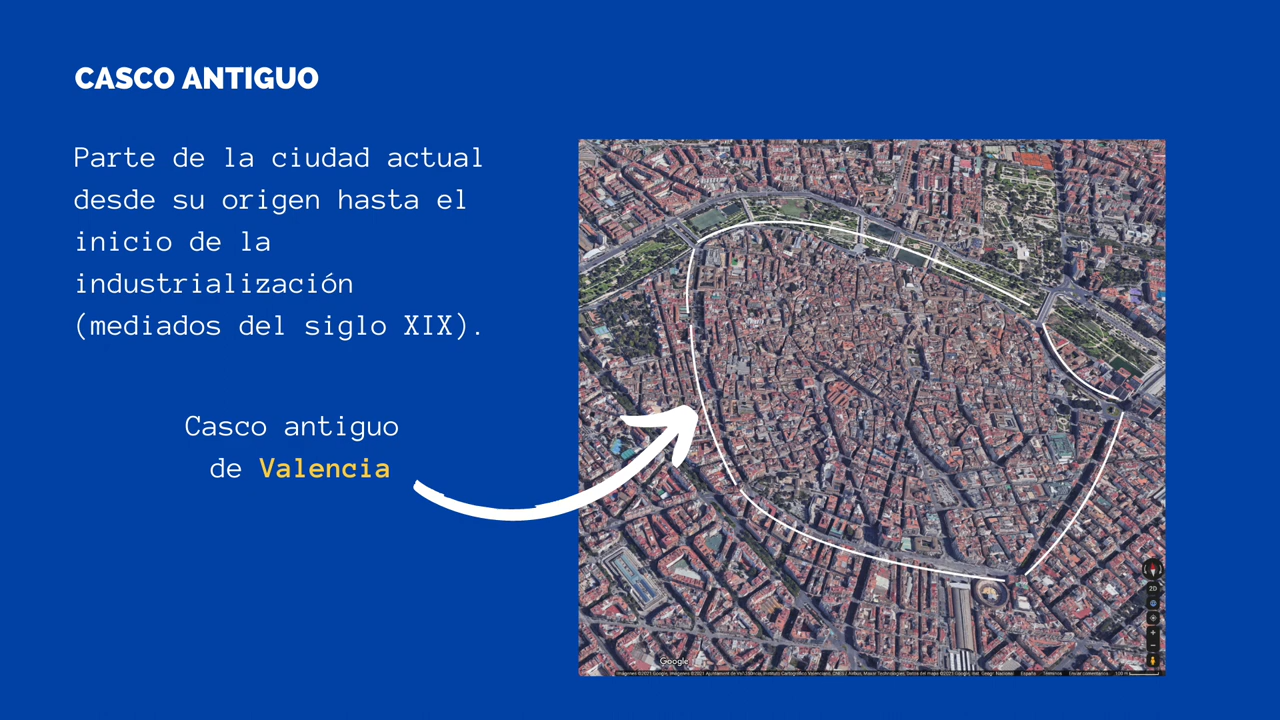 CASCO ANTIGUO
Parte de la ciudad actual
desde su origen hasta el
inicio de la
industrialización
(mediados del siglo XIX).
Casco antiguo
de Valencia
2D
Google